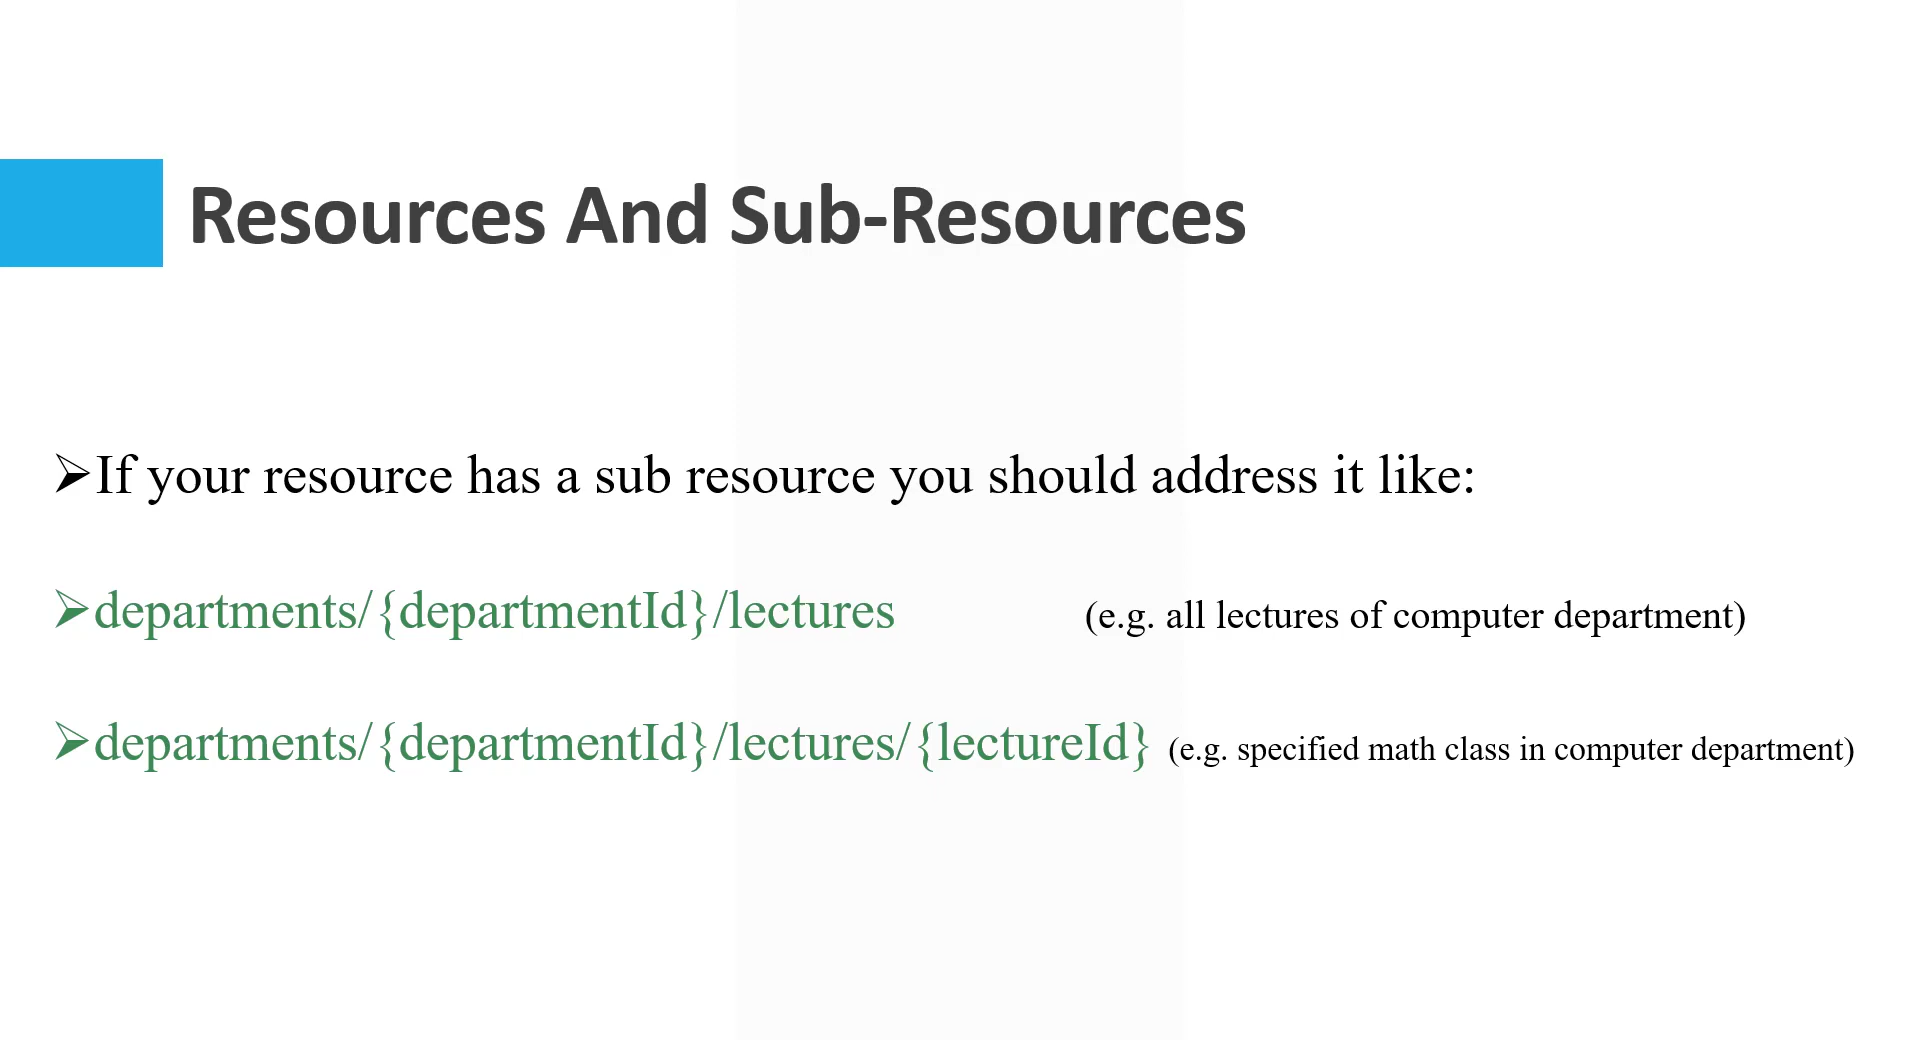 Resources And Sub-Resources
➢If your resource has a sub resource you should address it like:
➢departments/{departmentId}/lectures (e.g. all lectures of computer department)
➢departments/{departmentId}/lectures/{lectureId} (e.g. specified math class in computer department)